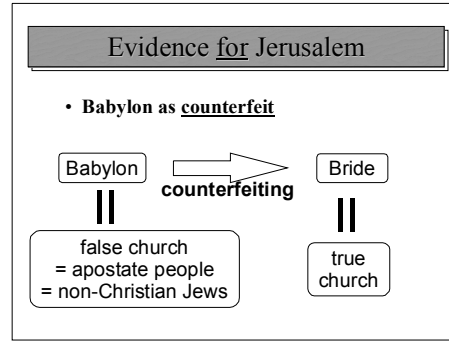 Evidence for Jerusalem
• Babylon as counterfeit
Babylon
Bride
counterfeiting
false church
= apostate people
= non-Christian Jews
true
church